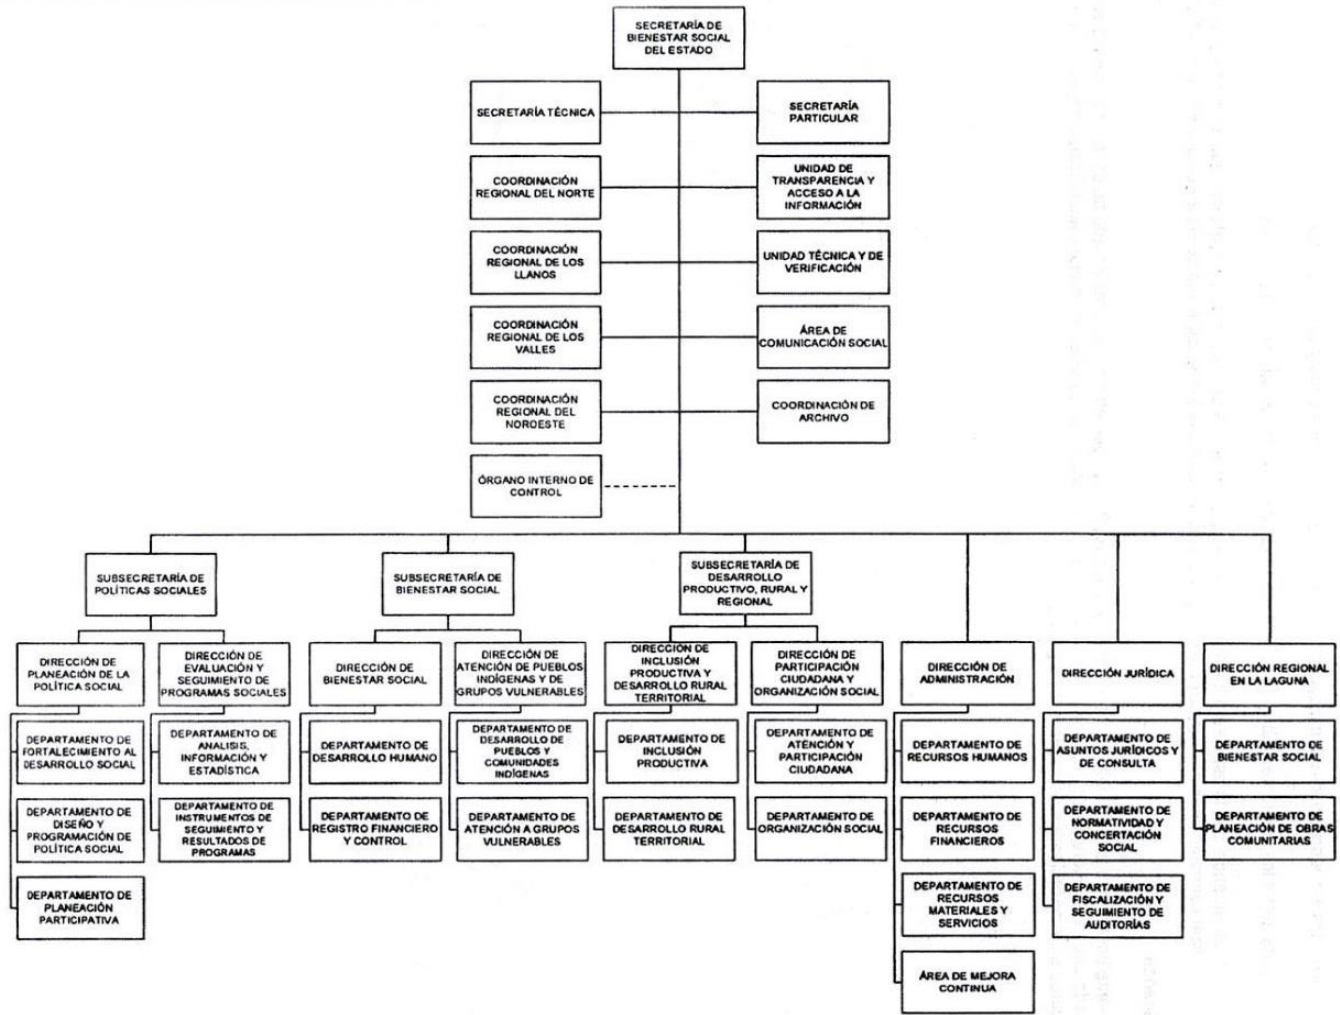 SECRETARÍA DE
BIENESTAR SOCIAL
DEL ESTADO
SECRETARÍA TÉCNICA
SECRETARÍA
PARTICULAR
COORDINACIÓN
REGIONAL DEL NORTE
UNIDAD DE
TRANSPARENCIA Y
ACCESO A LA
INFORMACIÓN
COORDINACIÓN
REGIONAL DE LOS
LLANOS
UNIDAD TÉCNICA Y DE
VERIFICACIÓN
COORDINACIÓN
REGIONAL DE LOS
VALLES
ÁREA DE
COMUNICACIÓN SOCIAL
COORDINACIÓN
REGIONAL DEL
NOROESTE
COORDINACIÓN DE
ARCHIVO
ÓRGANO INTERNO DE
CONTROL
SUBSECRETARÍA DE
POLÍTICAS SOCIALES
SUBSECRETARÍA DE
BIENESTAR SOCIAL
SUBSECRETARÍA DE
DESARROLLO
PRODUCTIVO, RURAL Y
REGIONAL
DIRECCIÓN DE
PLANEACIÓN DE LA
POLÍTICA SOCIAL
DIRECCIÓN DE
EVALUACIÓN Y
SEGUIMIENTO DE
PROGRAMAS SOCIALES
DIRECCIÓN DE
BIENESTAR SOCIAL
DIRECCIÓN DE
ATENCIÓN DE PUEBLOS
INDÍGENAS Y DE
GRUPOS VULNERABLES
DIRECCIÓN DE
INCLUSIÓN
PRODUCTIVA Y
DESARROLLO RURAL
TERRITORIAL
DIRECCIÓN DE
PARTICIPACIÓN
CIUDADANA Y
ORGANIZACIÓN SOCIAL
DIRECCIÓN DE
ADMINISTRACIÓN
DIRECCIÓN JURÍDICA
DIRECCIÓN REGIONAL
EN LA LAGUNA
DEPARTAMENTO DE
FORTALECIMIENTO AL
DESARROLLO SOCIAL
DEPARTAMENTO DE
ANALISIS,
INFORMACIÓN Y
ESTADÍSTICA
DEPARTAMENTO DE
DESARROLLO HUMANO
DEPARTAMENTO DE
DESARROLLO DE
PUEBLOS Y
COMUNIDADES
INDÍGENAS
DEPARTAMENTO DE
INCLUSIÓN
PRODUCTIVA
DEPARTAMENTO DE
ATENCIÓN Y
PARTICIPACIÓN
CIUDADANA
DEPARTAMENTO DE
RECURSOS HUMANOS
DEPARTAMENTO DE
ASUNTOS JURÍDICOS Y
DE CONSULTA
DEPARTAMENTO DE
BIENESTAR SOCIAL
DEPARTAMENTO DE
DISEÑO Y
PROGRAMACIÓN DE
POLÍTICA SOCIAL
DEPARTAMENTO DE
INSTRUMENTOS DE
SEGUIMIENTO Y
RESULTADOS DE
PROGRAMAS
DEPARTAMENTO DE
REGISTRO FINANCIERO
Y CONTROL
DEPARTAMENTO DE
ATENCIÓN A GRUPOS
VULNERABLES
DEPARTAMENTO DE
DESARROLLO RURAL
TERRITORIAL
DEPARTAMENTO DE
ORGANIZACIÓN SOCIAL
DEPARTAMENTO DE
RECURSOS
FINANCIEROS
DEPARTAMENTO DE
NORMATIVIDAD Y
CONCERTACIÓN
SOCIAL
DEPARTAMENTO DE
PLANEACIÓN DE OBRAS
COMUNITARIAS
DEPARTAMENTO DE
PLANEACIÓN
PARTICIPATIVA
DEPARTAMENTO DE
RECURSOS
MATERIALES Y
SERVICIOS
DEPARTAMENTO DE
FISCALIZACIÓN Y
SEGUIMIENTO DE
AUDITORÍAS
ÁREA DE MEJORA
CONTINUA